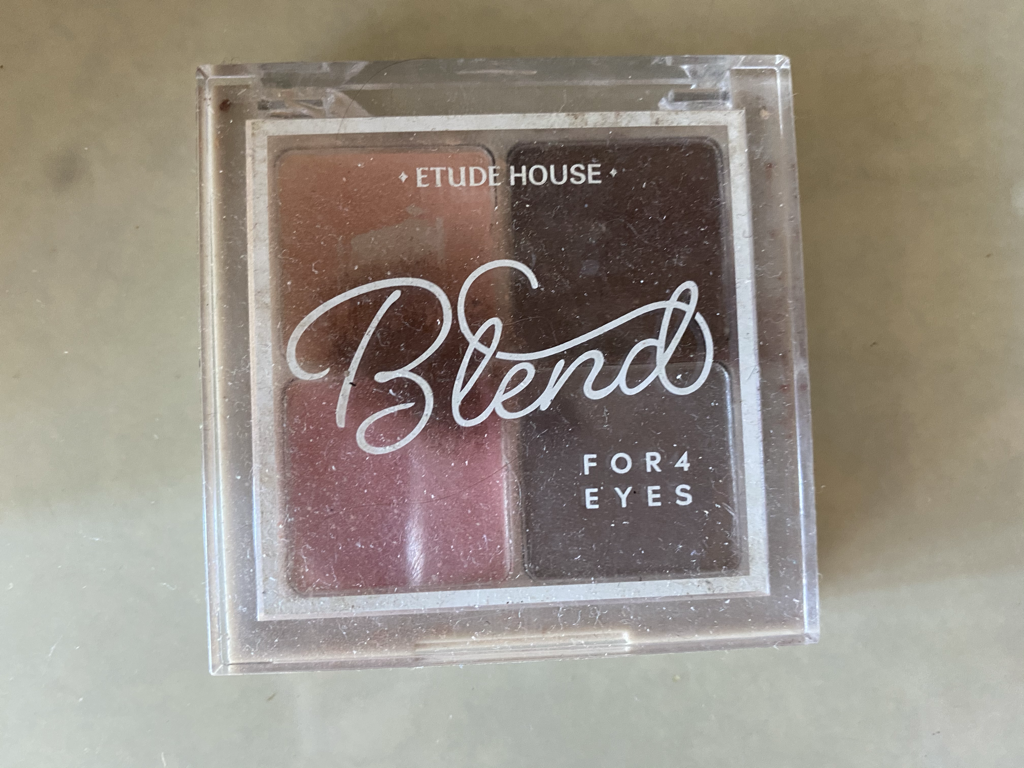 ETUDE HOUSE
Blend
FOR4
EYES